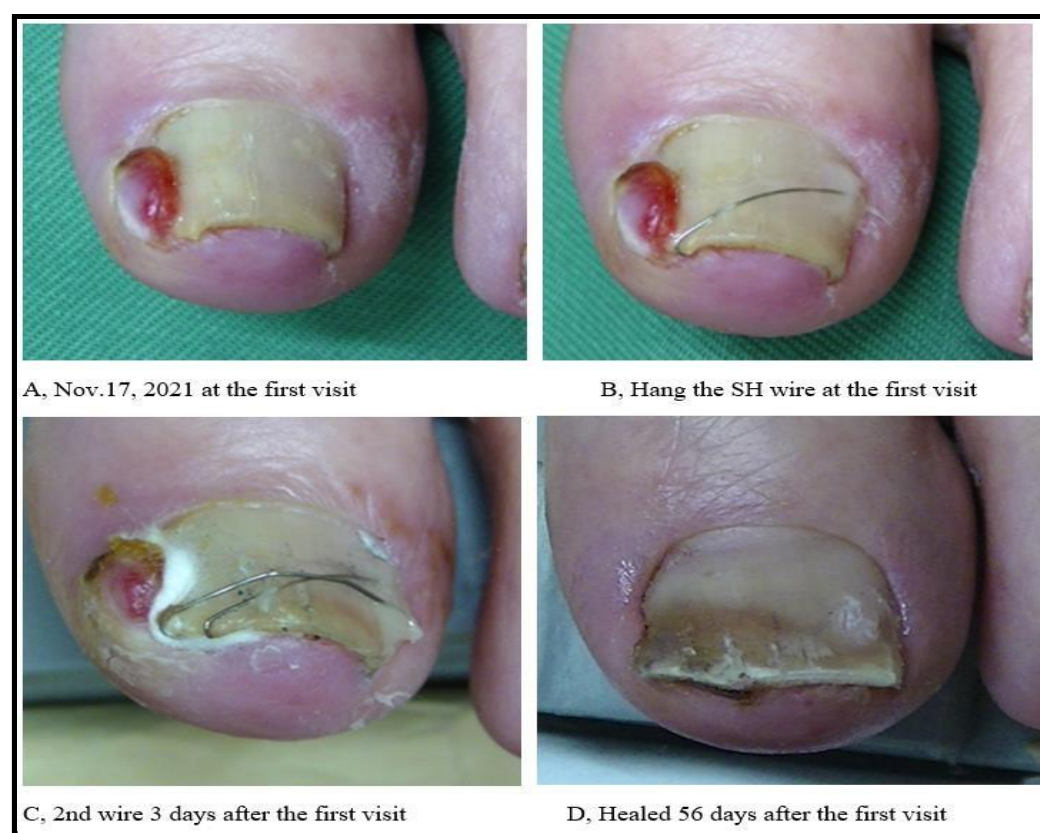 A, Nov.17, 2021 at the first visit
B, Hang the SH wire at the first visit
C, 2nd wire 3 days after the first visit
D, Healed 56 days after the first visit